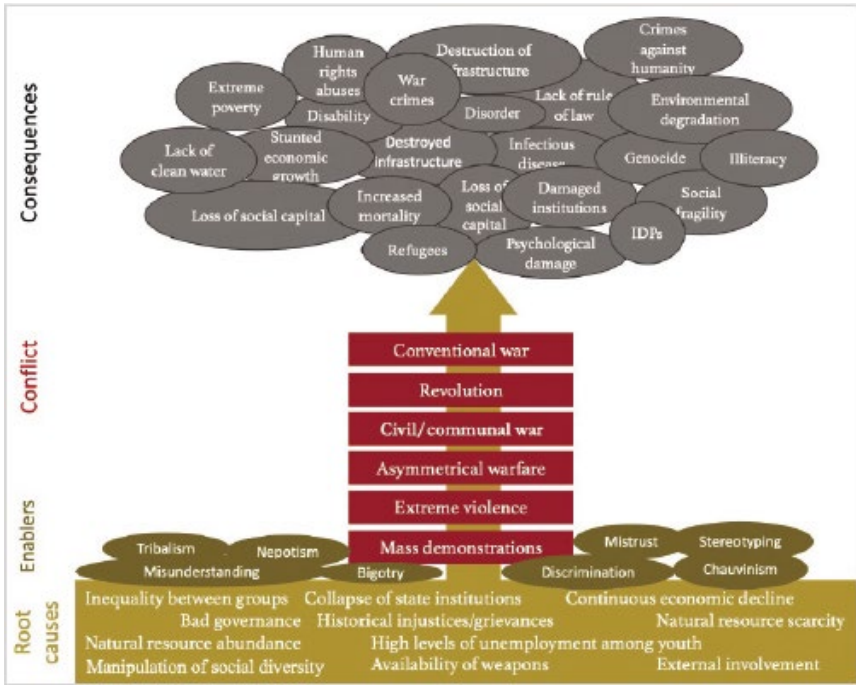 Consequences
Crimes
against
humanity
Human
rights
abuses
Destruction of
frastructure
War
crimes
Extreme
poverty
Disability
Disorder
Lack of rule
of law
Environmental
degradation
Lack of
clean water
Stunted
economic
growth
Destroyed
infrastructure
Infectious
disease
Genocide
Illiteracy
Loss of social capital
Increased
mortality
Loss of
social
capital
Damaged
institutions
Social
fragility
IDPs
Refugees
Psychological
damage
Conflict
Conventional war
Revolution
Civil/communal war
Asymmetrical warfare
Extreme violence
Mass demonstrations
Enablers
Tribalism
Nepotism
Misunderstanding
Bigotry
Mistrust
Stereotyping
Discrimination
Chauvinism
Root
causes
Inequality between groups
Collapse of state institutions
Continuous economic decline
Bad governance
Historical injustices/grievances
Natural resource scarcity
Natural resource abundance
High levels of unemployment among youth
Manipulation of social diversity
Availability of weapons
External involvement